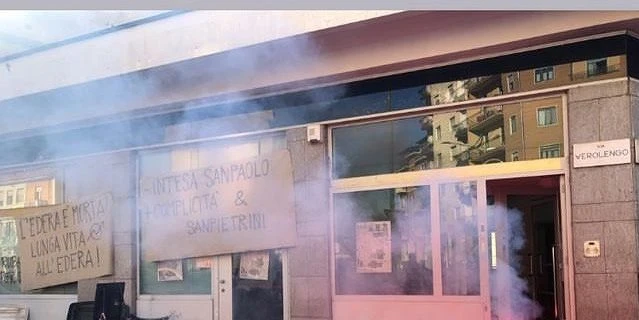 L'EDERA È MORTA!
LUNGA VITA
ALL'EDERA!
- INTESA SANPAOLO
+ COMPLICITÀ &
SANPIETRINI
VIA
VEROLENGO